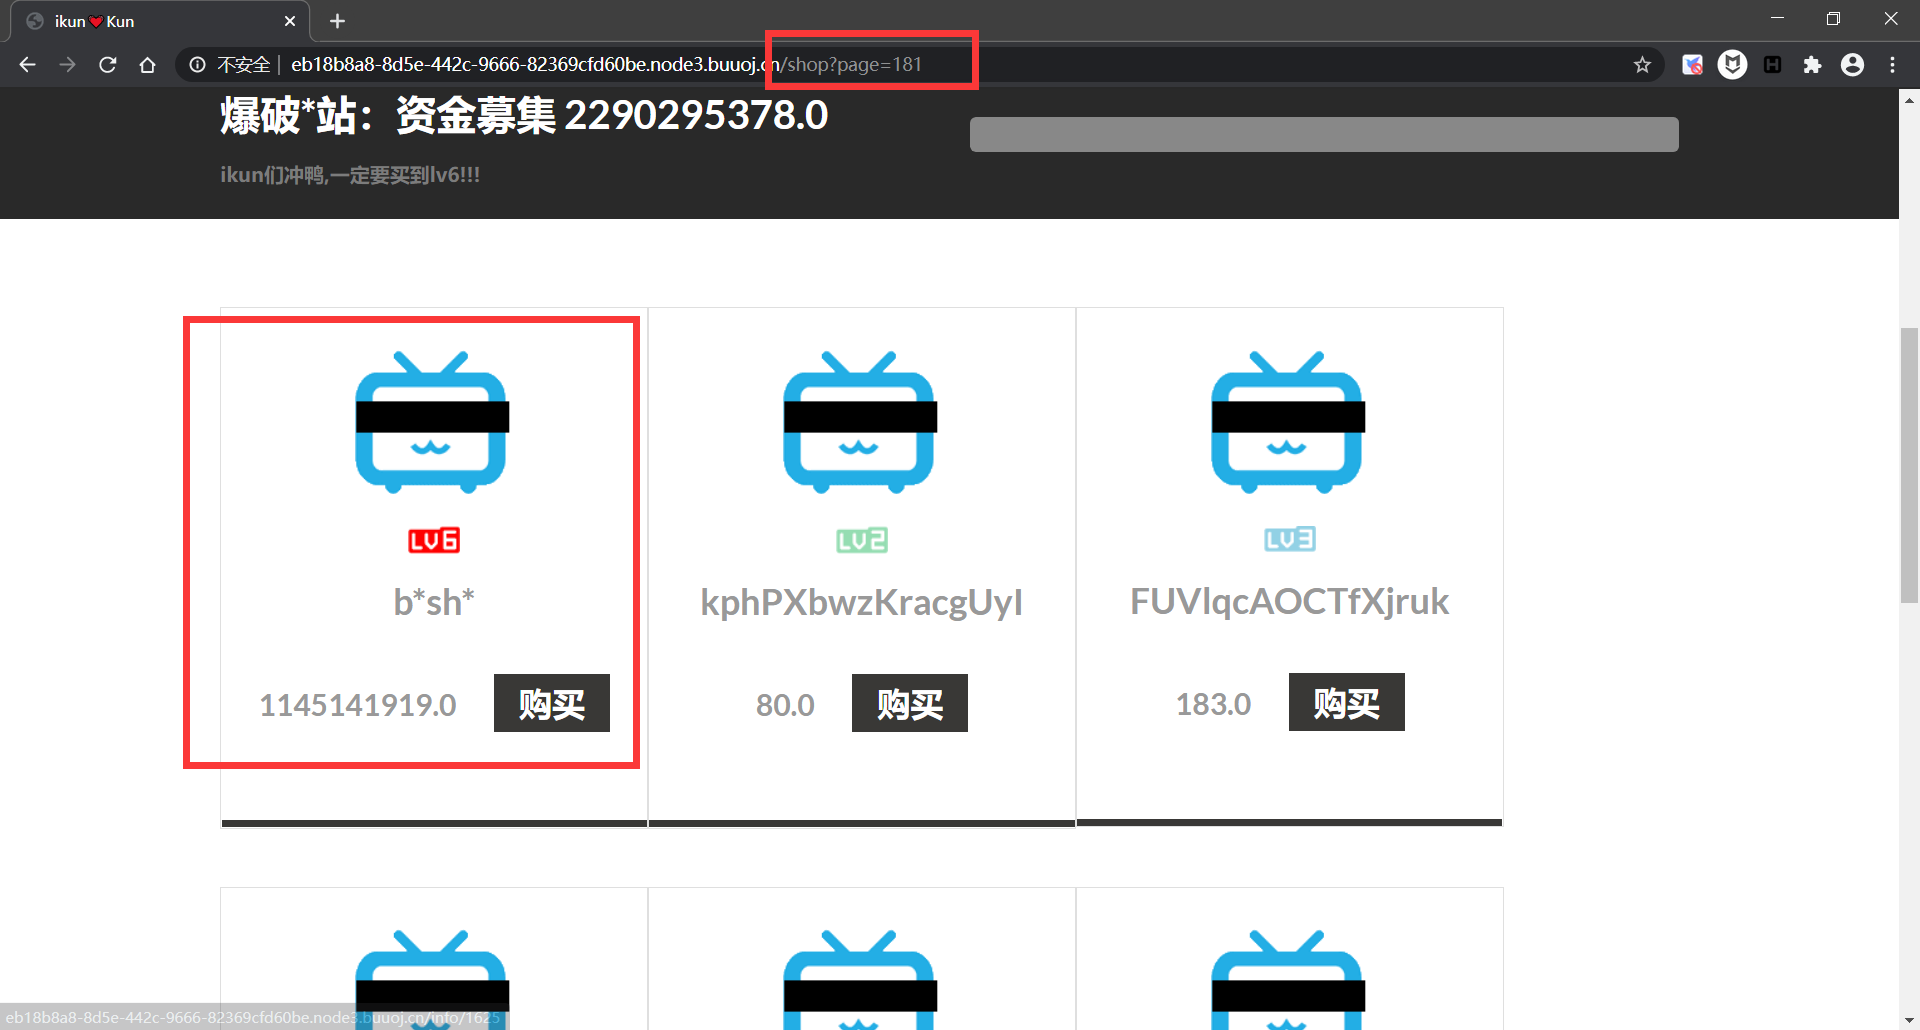 ikun❤Kun
不安全 | eb18b8a8-8d5e-442c-9666-82369cfd60be.node3.buuoj.cn/shop?page=181
爆破*站：资金募集 2290295378.0
ikun们冲鸭,一定要买到lv6!!!
LV6
LV2
LV3
b*sh*
kphPXbwzKracgUyI
FUVlqcAOCTfXjruk
1145141919.0 购买
80.0 购买
183.0 购买
eb18b8a8-8d5e-442c-9666-82369cfd60be.node3.buuoj.cn/info/1625